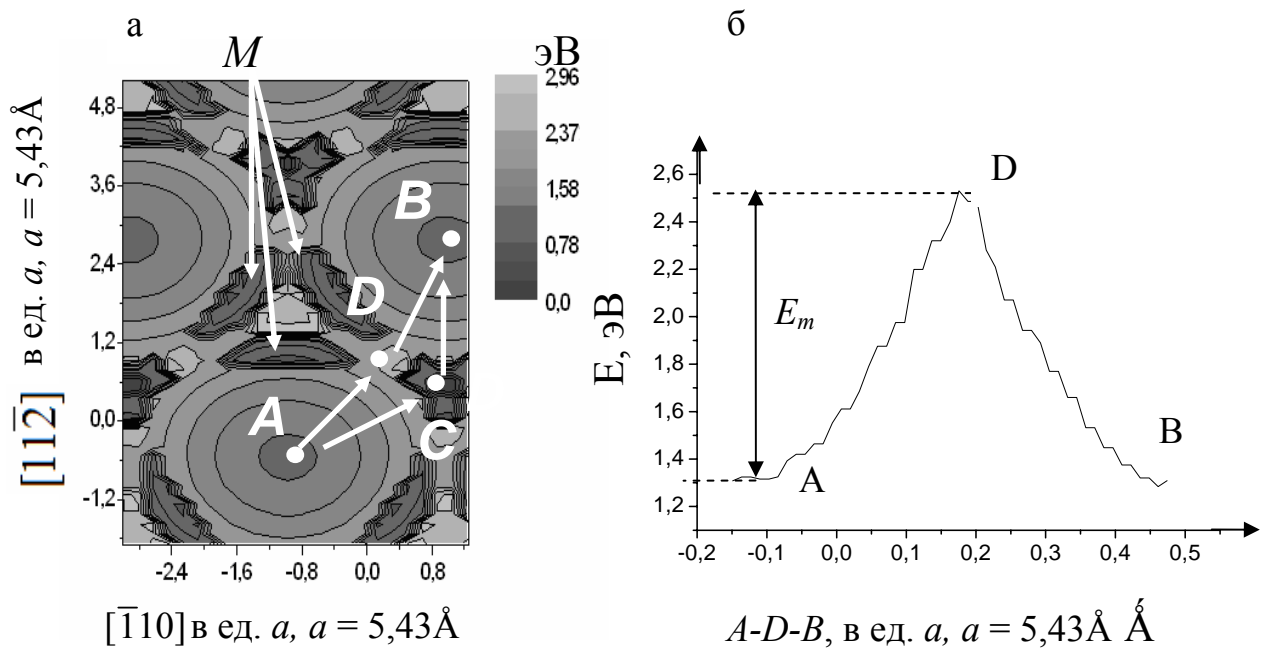 а
б
M
эВ
2,96
2,37
1,58
0,78
0,0
4,8
3,6
2,4
1,2
0,0
-1,2
-2,4
-1,6
-0,8
0,0
0,8
B
D
A
C
[11̅2̅] в ед. a, a = 5,43Å
[1̅10] в ед. a, a = 5,43Å
E, эВ
2,6
2,4
2,2
2,0
1,8
1,6
1,4
1,2
D
E_m
A
B
-0,2
-0,1
0,0
0,1
0,2
0,3
0,4
0,5
A-D-B, в ед. a, a = 5,43Å Ǻ